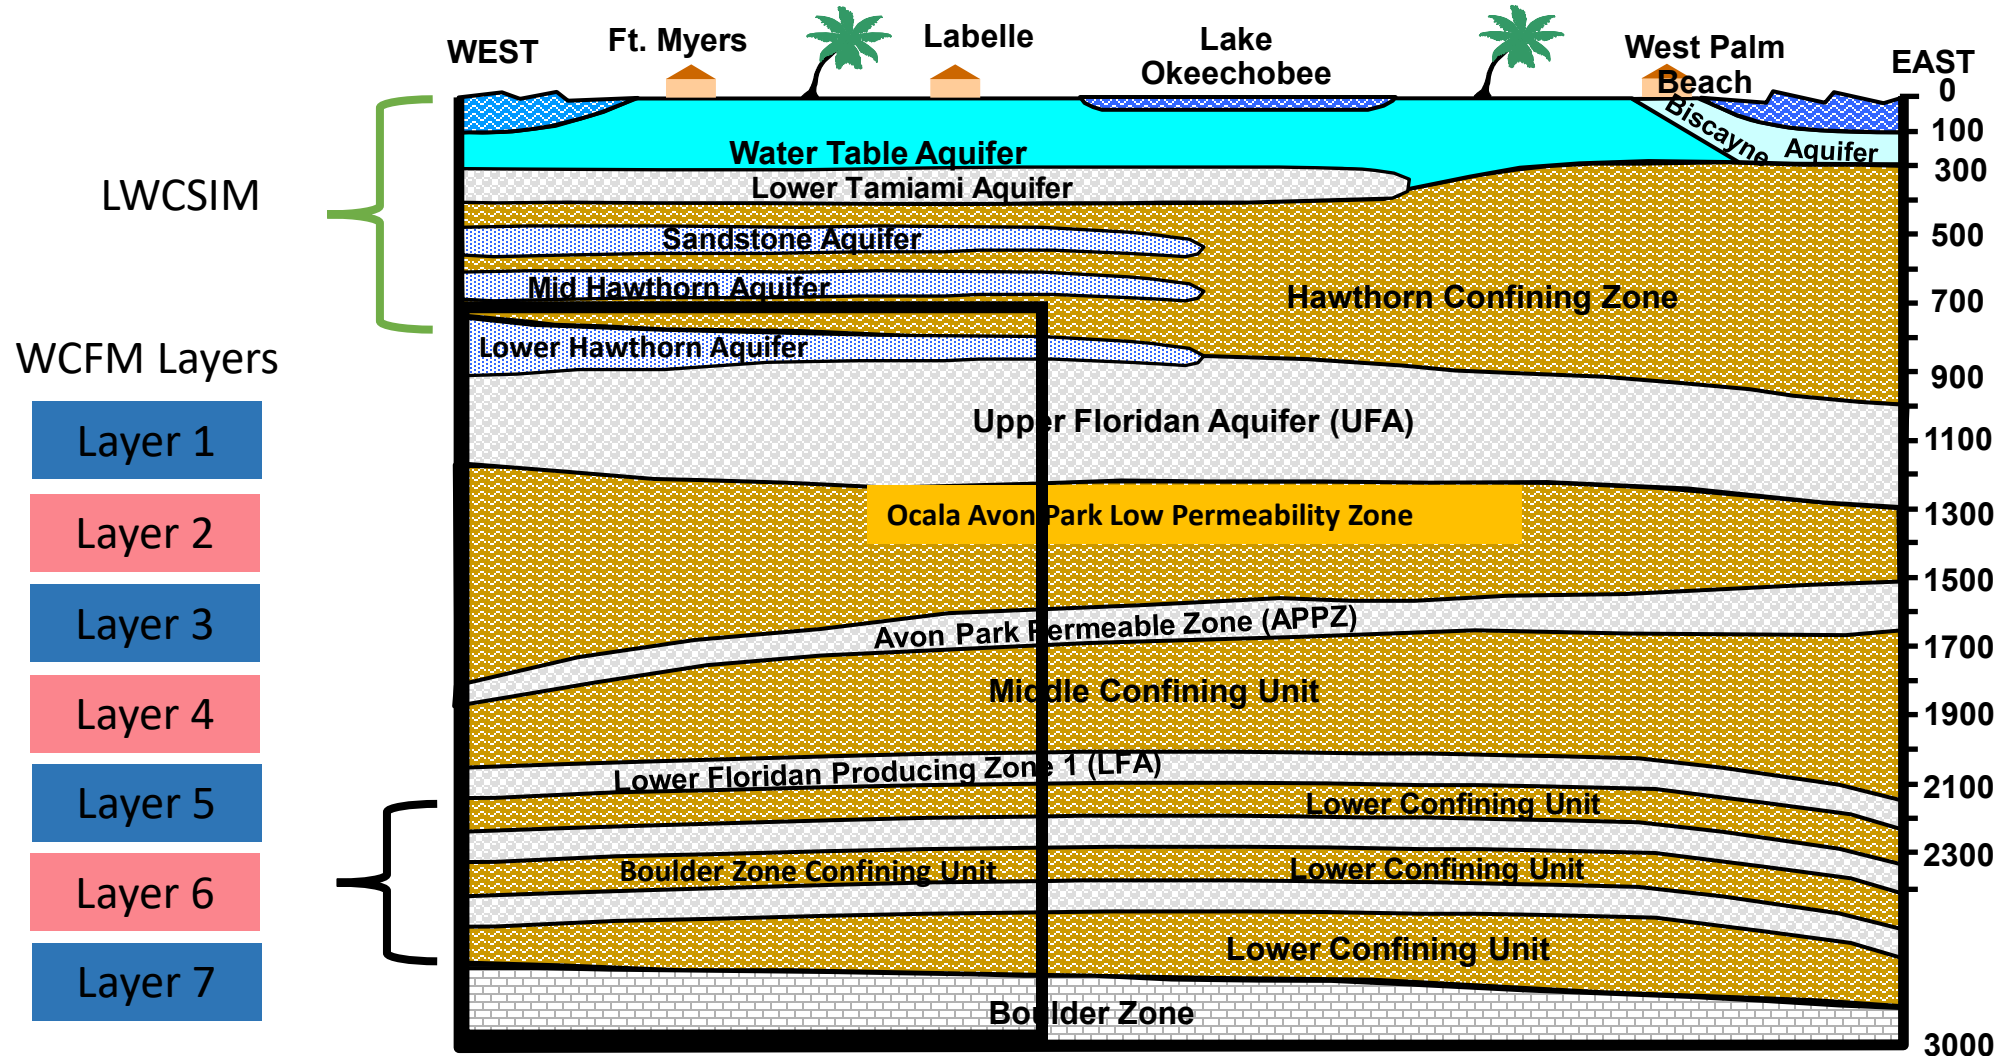 WEST
Ft. Myers
Labelle
Lake
Okeechobee
West Palm
Beach
EAST
0
100
300
500
700
900
1100
1300
1500
1700
1900
2100
2300
3000
LWCSIM
WCFM Layers
Layer 1
Layer 2
Layer 3
Layer 4
Layer 5
Layer 6
Layer 7
Water Table Aquifer
Biscayne
Aquifer
Lower Tamiami Aquifer
Sandstone Aquifer
Mid Hawthorn Aquifer
Hawthorn Confining Zone
Lower Hawthorn Aquifer
Upper Floridan Aquifer (UFA)
Ocala Avon Park Low Permeability Zone
Avon Park Permeable Zone (APPZ)
Middle Confining Unit
Lower Floridan Producing Zone 1 (LFA)
Lower Confining Unit
Boulder Zone Confining Unit
Lower Confining Unit
Lower Confining Unit
Boulder Zone